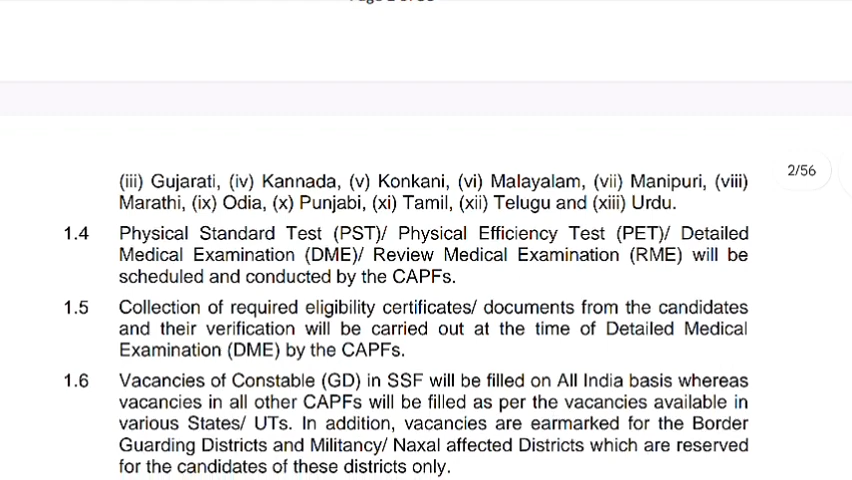 2/56
(iii) Gujarati, (iv) Kannada, (v) Konkani, (vi) Malayalam, (vii) Manipuri, (viii)
Marathi, (ix) Odia, (x) Punjabi, (xi) Tamil, (xii) Telugu and (xiii) Urdu.
1.4 Physical Standard Test (PST)/ Physical Efficiency Test (PET)/ Detailed
Medical Examination (DME)/ Review Medical Examination (RME) will be
scheduled and conducted by the CAPFs.
1.5 Collection of required eligibility certificates/ documents from the candidates
and their verification will be carried out at the time of Detailed Medical
Examination (DME) by the CAPFs.
1.6 Vacancies of Constable (GD) in SSF will be filled on All India basis whereas
vacancies in all other CAPFs will be filled as per the vacancies available in
various States/ UTs. In addition, vacancies are earmarked for the Border
Guarding Districts and Militancy/ Naxal affected Districts which are reserved
for the candidates of these districts only.